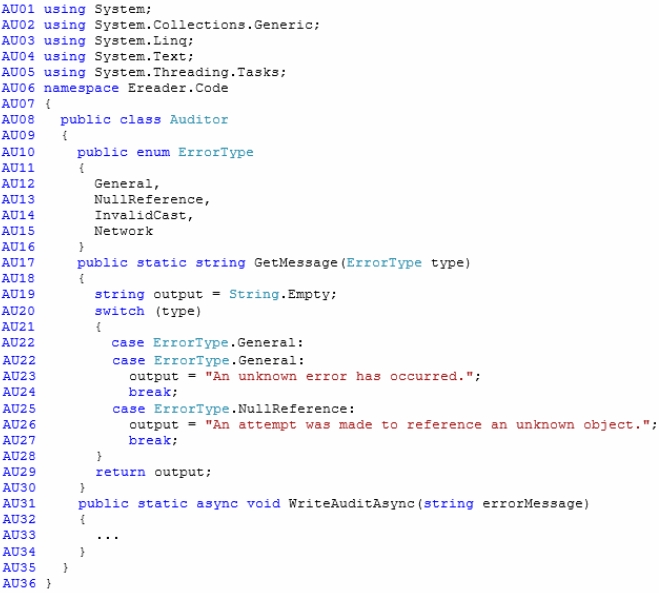 AU01 using System;
AU02 using System.Collections.Generic;
AU03 using System.Linq;
AU04 using System.Text;
AU05 using System.Threading.Tasks;
AU06 namespace Ereader.Code
AU07 {
AU08   public class Auditor
AU09   {
AU10     public enum ErrorType
AU11     {
AU12       General,
AU13       NullReference,
AU14       InvalidCast,
AU15       Network
AU16     }
AU17     public static string GetMessage(ErrorType type)
AU18     {
AU19       string output = String.Empty;
AU20       switch (type)
AU21       {
AU22         case ErrorType.General:
AU22         case ErrorType.General:
AU23           output = "An unknown error has occurred.";
AU24           break;
AU25         case ErrorType.NullReference:
AU26           output = "An attempt was made to reference an unknown object.";
AU27           break;
AU28       }
AU29       return output;
AU30     }
AU31     public static async void WriteAuditAsync(string errorMessage)
AU32     {
AU33       ...
AU34     }
AU35   }
AU36 }